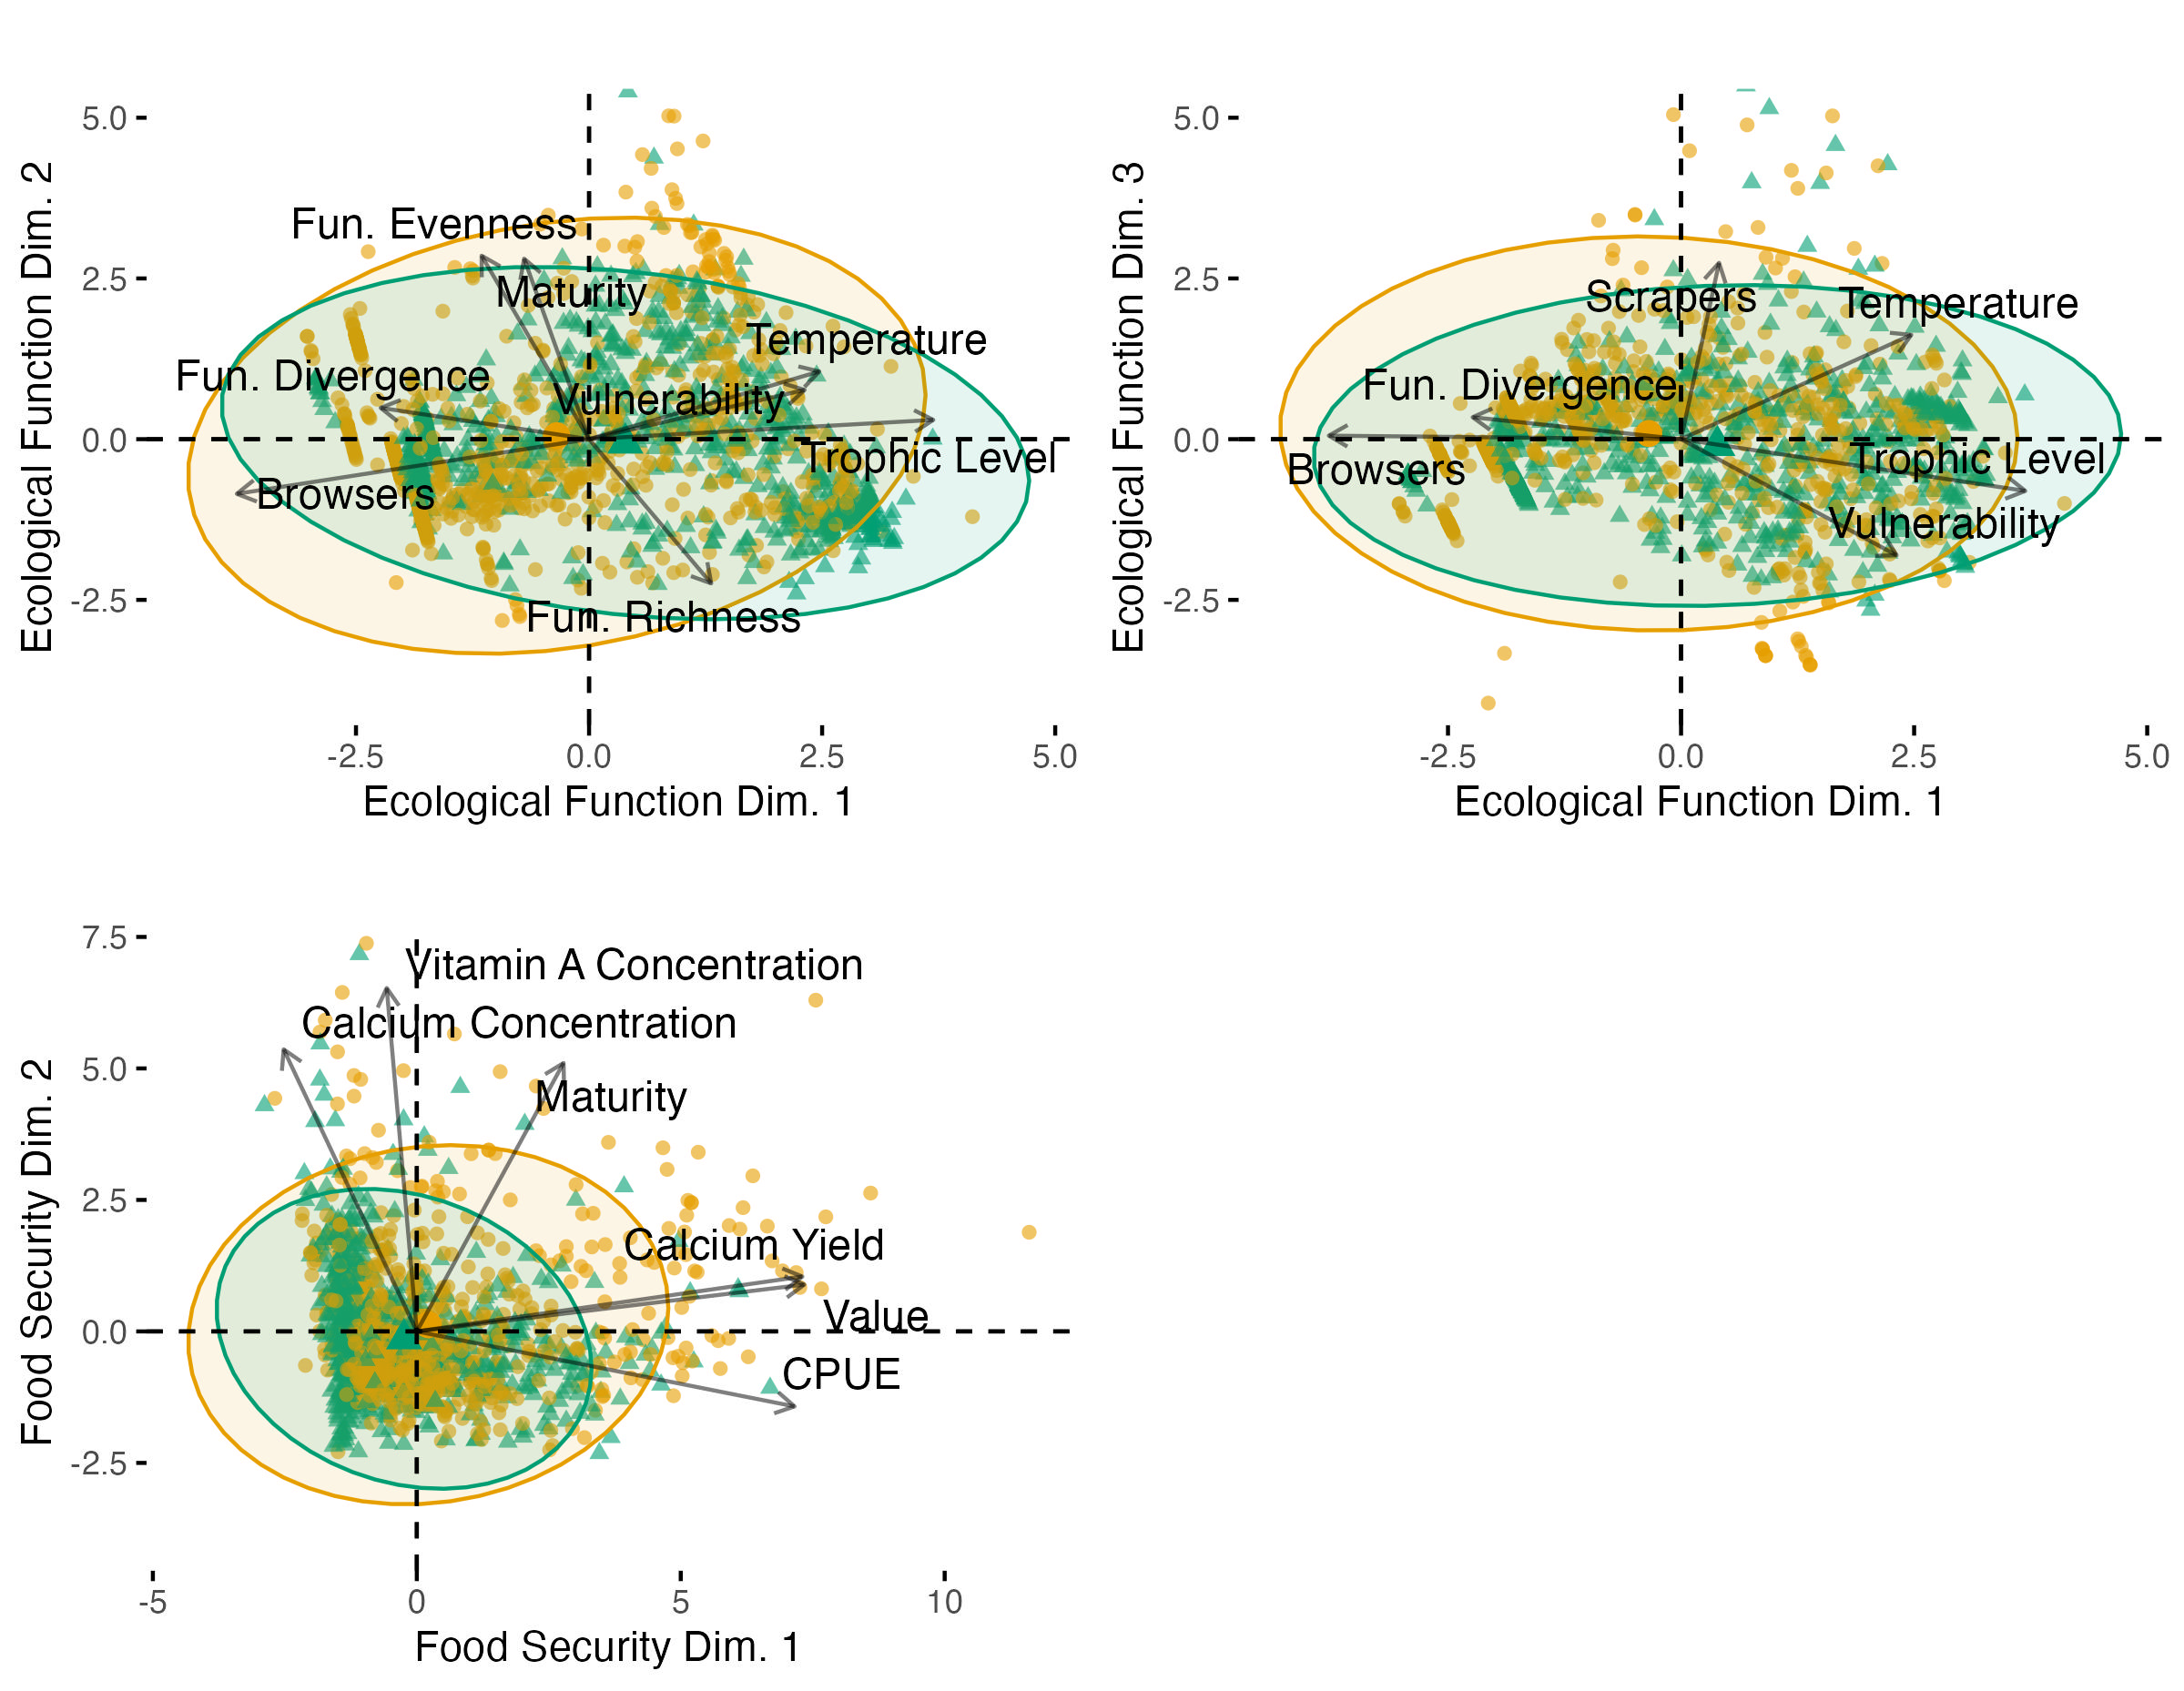 5.0
2.5
0.0
-2.5
Ecological Function Dim. 2
Fun. Evenness
Maturity
Temperature
Fun. Divergence
Vulnerability
Trophic Level
Browsers
Fun. Richness
-2.5 0.0 2.5 5.0
Ecological Function Dim. 1
5.0
2.5
0.0
-2.5
Ecological Function Dim. 3
Scrapers
Temperature
Fun. Divergence
Trophic Level
Browsers
Vulnerability
-2.5 0.0 2.5 5.0
Ecological Function Dim. 1
7.5
5.0
2.5
0.0
-2.5
Food Security Dim. 2
Vitamin A Concentration
Calcium Concentration
Maturity
Calcium Yield
Value
CPUE
-5 0 5 10
Food Security Dim. 1